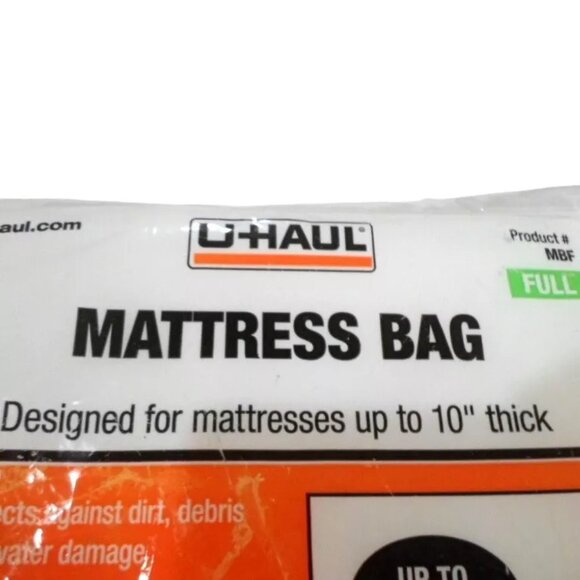 aul.com
U-HAUL®
Product #
MBF
FULL
MATTRESS BAG
Designed for mattresses up to 10" thick
ects against dirt, debris
water damage
UP TO